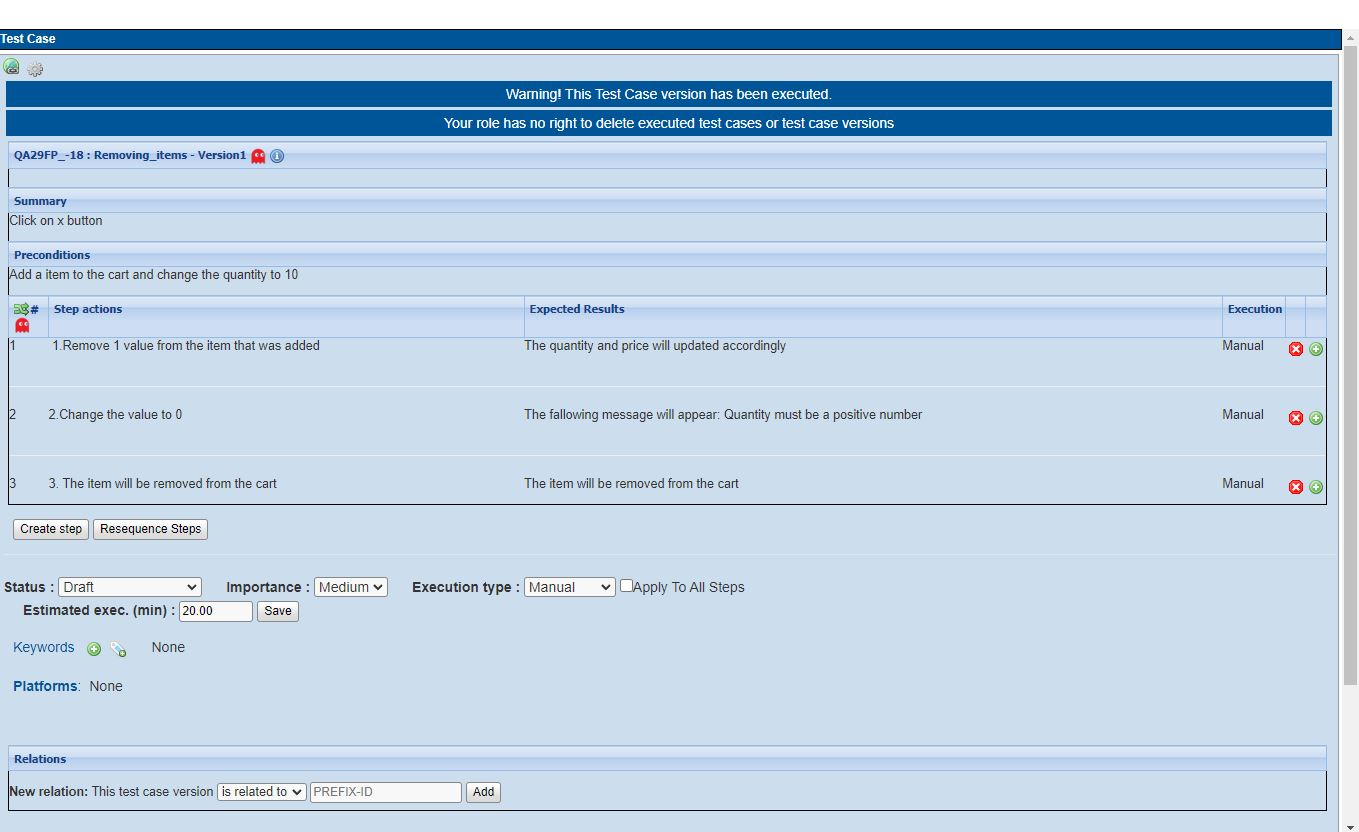 Test Case
Warning! This Test Case version has been executed.
Your role has no right to delete executed test cases or test case versions
QA29FP_-18 : Removing_items - Version1
Summary
Click on x button
Preconditions
Add a item to the cart and change the quantity to 10
# Step actions Expected Results Execution
1 1.Remove 1 value from the item that was added The quantity and price will updated accordingly Manual
2 2.Change the value to 0 The fallowing message will appear: Quantity must be a positive number Manual
3 3. The item will be removed from the cart The item will be removed from the cart Manual
Create step Resequence Steps
Status : Draft Importance : Medium Execution type : Manual Apply To All Steps
Estimated exec. (min) : 20.00 Save
Keywords None
Platforms: None
Relations
New relation: This test case version is related to PREFIX-ID Add